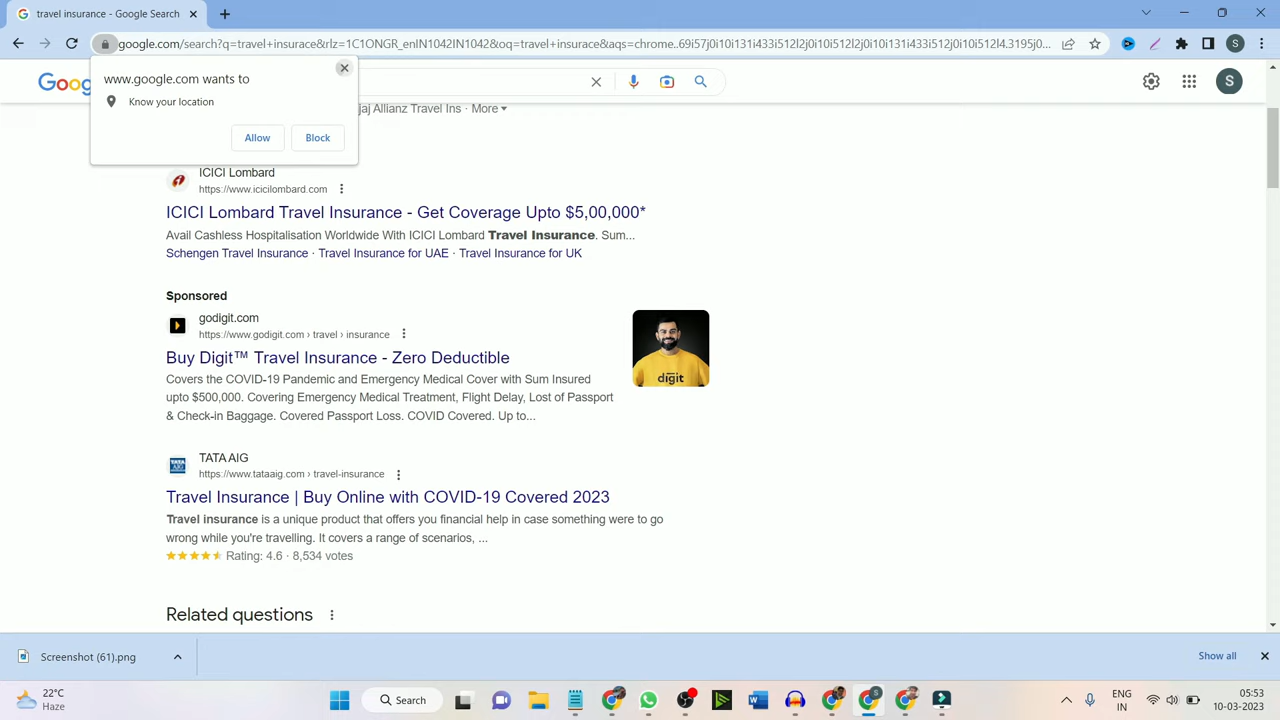 travel insurance - Google Search
google.com/search?q=travel+insurace&rlz=1C1ONGR_enIN1042IN1042&oq=travel+insurace&aqs=chrome..69i57j0i10i131i433i512j0i10i512l2j0i10i131i433i512j0i10i512l4.3195j0...
www.google.com wants to
Know your location
Allow
Block
Goog
S
S
jaj Allianz Travel Ins · More
ICICI Lombard
https://www.icicilombard.com
ICICI Lombard Travel Insurance - Get Coverage Upto $5,00,000*
Avail Cashless Hospitalisation Worldwide With ICICI Lombard Travel Insurance. Sum...
Schengen Travel Insurance · Travel Insurance for UAE · Travel Insurance for UK
Sponsored
godigit.com
https://www.godigit.com › travel › insurance
Buy Digit™ Travel Insurance - Zero Deductible
Covers the COVID-19 Pandemic and Emergency Medical Cover with Sum Insured
upto $500,000. Covering Emergency Medical Treatment, Flight Delay, Lost of Passport
& Check-in Baggage. Covered Passport Loss. COVID Covered. Up to...
digit
TATA AIG
TATA AIG
https://www.tataaig.com › travel-insurance
Travel Insurance | Buy Online with COVID-19 Covered 2023
Travel insurance is a unique product that offers you financial help in case something were to go
wrong while you're travelling. It covers a range of scenarios, ...
Rating: 4.6 · 8,534 votes
Related questions
Screenshot (61).png
Show all
22°C
Haze
Search
ENG
IN
05:53
10-03-2023